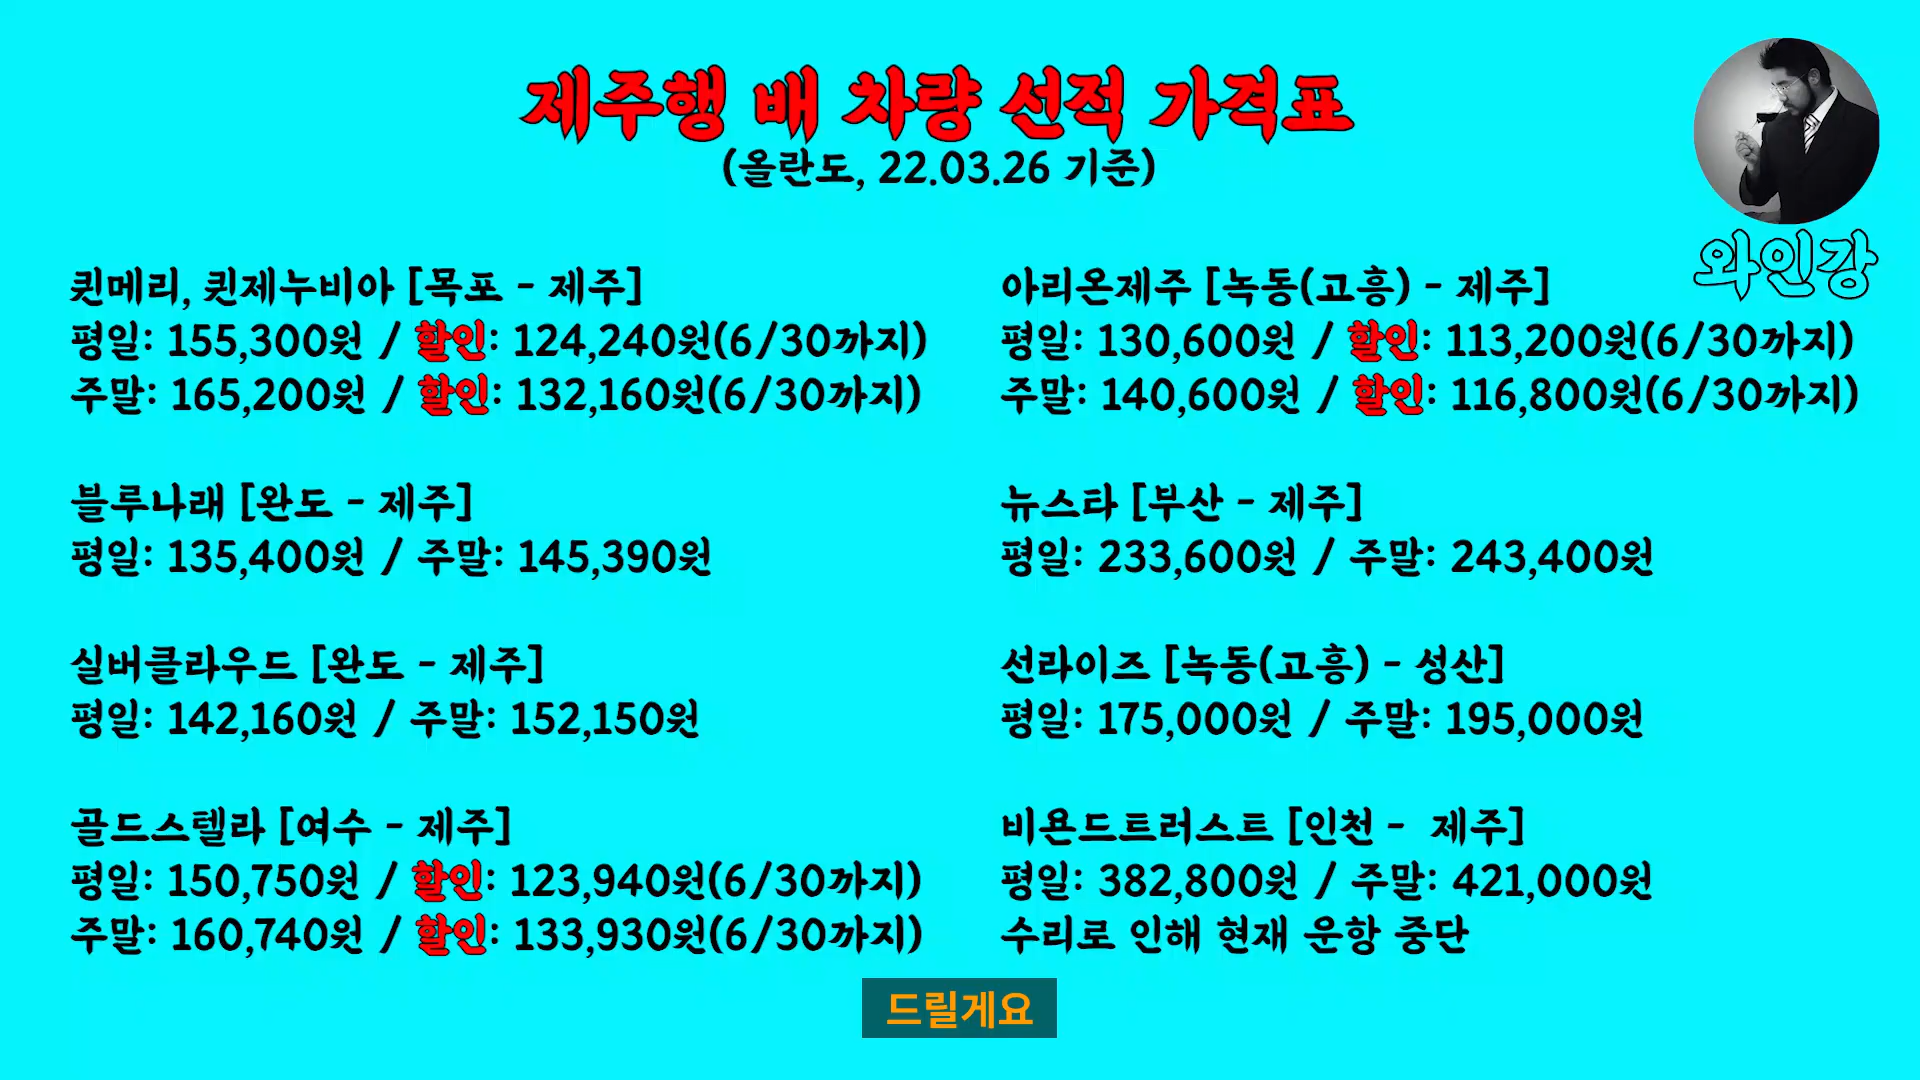 제주행 배 차량 선적 가격표
(올란도, 22.03.26 기준)
와인강
퀸메리, 퀸제누비아 [목포 - 제주]
평일: 155,300원 / 할인: 124,240원(6/30까지)
주말: 165,200원 / 할인: 132,160원(6/30까지)
블루나래 [완도 - 제주]
평일: 135,400원 / 주말: 145,390원
실버클라우드 [완도 - 제주]
평일: 142,160원 / 주말: 152,150원
골드스텔라 [여수 - 제주]
평일: 150,750원 / 할인: 123,940원(6/30까지)
주말: 160,740원 / 할인: 133,930원(6/30까지)
아리온제주 [녹동(고흥) - 제주]
평일: 130,600원 / 할인: 113,200원(6/30까지)
주말: 140,600원 / 할인: 116,800원(6/30까지)
뉴스타 [부산 - 제주]
평일: 233,600원 / 주말: 243,400원
선라이즈 [녹동(고흥) - 성산]
평일: 175,000원 / 주말: 195,000원
비욘드트러스트 [인천 -  제주]
평일: 382,800원 / 주말: 421,000원
수리로 인해 현재 운항 중단
드릴게요